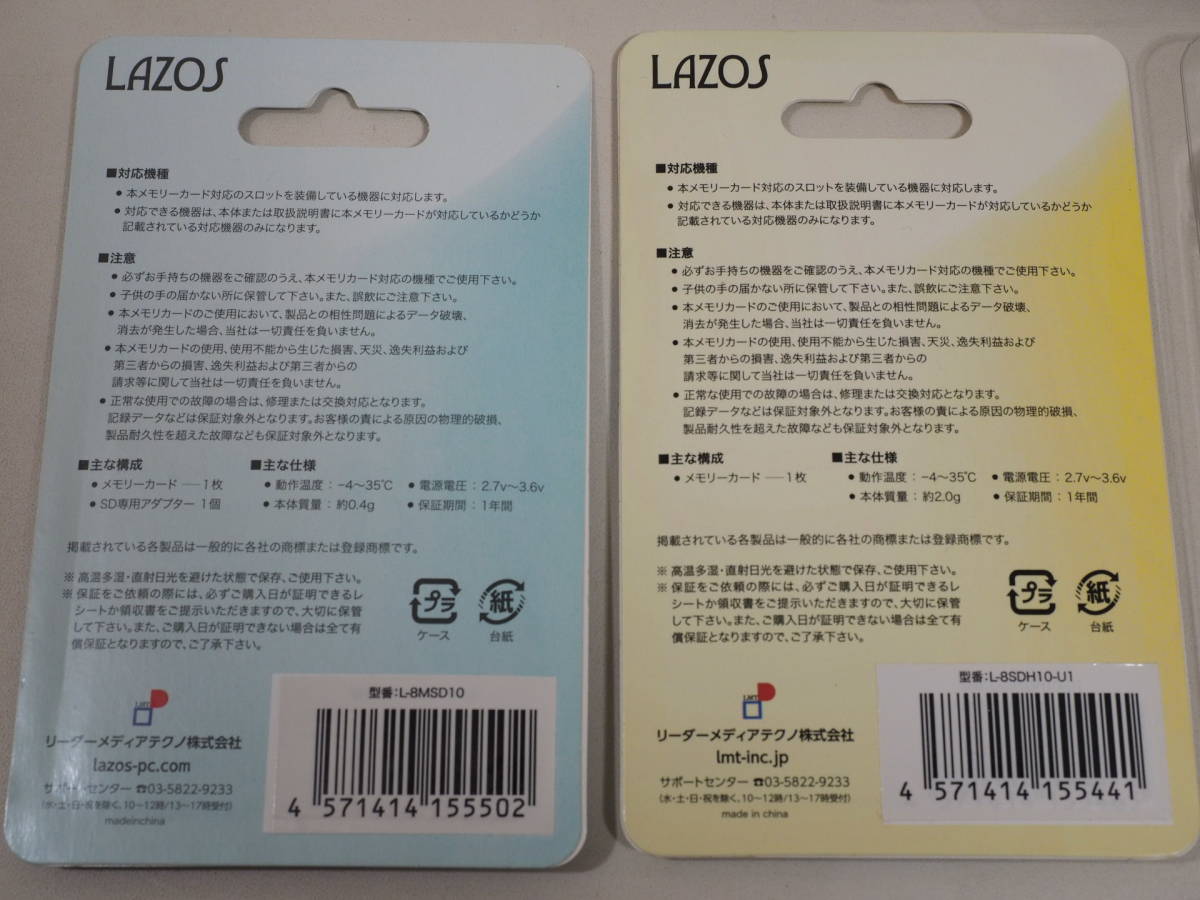 LAZOS
■対応機種
● 本メモリーカード対応のスロットを装備している機器に対応します。
● 対応できる機器は、本体または取扱説明書に本メモリーカードが対応しているかどうか
記載されている対応機器のみになります。
■注意
● 必ずお手持ちの機器をご確認のうえ、本メモリカード対応の機種でご使用下さい。
● 子供の手の届かない所に保管して下さい。また、誤飲にご注意下さい。
● 本メモリカードのご使用において、製品との相性問題によるデータ破壊、
消去が発生した場合、当社は一切責任を負いません。
● 本メモリカードの使用、使用不能から生じた損害、天災、逸失利益および
第三者からの損害、逸失利益および第三者からの
請求等に関して当社は一切責任を負いません。
● 正常な使用での故障の場合は、修理または交換対応となります。
記録データなどは保証対象外となります。お客様の責による原因の物理的破損、
製品耐久性を超えた故障なども保証対象外となります。
■主な構成
● メモリーカード ── 1枚
● SD専用アダプター 1個
■主な仕様
● 動作温度：−4〜35℃ ● 電源電圧：2.7v〜3.6v
● 本体質量：約0.4g ● 保証期間：1年間
掲載されている各製品は一般的に各社の商標または登録商標です。
※ 高温多湿・直射日光を避けた状態で保存、ご使用下さい。
※ 保証をご依頼の際には、必ずご購入日が証明できるレ
シートか領収書をご提示いただきますので、大切に保管
して下さい。また、ご購入日が証明できない場合は全て有
償保証となりますので、ご了承下さい。
プラ
ケース
紙
台紙
LMT
リーダーメディアテクノ株式会社
lazos-pc.com
サポートセンター ☎03-5822-9233
(水・土・日・祝を除く、10〜12時/13〜17時受付)
madeinchina
型番：L-8MSD10
4 571414 155502
LAZOS
■対応機種
● 本メモリーカード対応のスロットを装備している機器に対応します。
● 対応できる機器は、本体または取扱説明書に本メモリーカードが対応しているかどうか
記載されている対応機器のみになります。
■注意
● 必ずお手持ちの機器をご確認のうえ、本メモリカード対応の機種でご使用下さい。
● 子供の手の届かない所に保管して下さい。また、誤飲にご注意下さい。
● 本メモリカードのご使用において、製品との相性問題によるデータ破壊、
消去が発生した場合、当社は一切責任を負いません。
● 本メモリカードの使用、使用不能から生じた損害、天災、逸失利益および
第三者からの損害、逸失利益および第三者からの
請求等に関して当社は一切責任を負いません。
● 正常な使用での故障の場合は、修理または交換対応となります。
記録データなどは保証対象外となります。お客様の責による原因の物理的破損、
製品耐久性を超えた故障なども保証対象外となります。
■主な構成
● メモリーカード ── 1枚
■主な仕様
● 動作温度：−4〜35℃ ● 電源電圧：2.7v〜3.6v
● 本体質量：約2.0g ● 保証期間：1年間
掲載されている各製品は一般的に各社の商標または登録商標です。
※ 高温多湿・直射日光を避けた状態で保存、ご使用下さい。
※ 保証をご依頼の際には、必ずご購入日が証明できるレ
シートか領収書をご提示いただきますので、大切に保管
して下さい。また、ご購入日が証明できない場合は全て有
償保証となりますので、ご了承下さい。
プラ
ケース
紙
台紙
LMT
リーダーメディアテクノ株式会社
lmt-inc.jp
サポートセンター ☎03-5822-9233
(水・土・日・祝を除く、10〜12時/13〜17時受付)
made in china
型番：L-8SDH10-U1
4 571414 155441